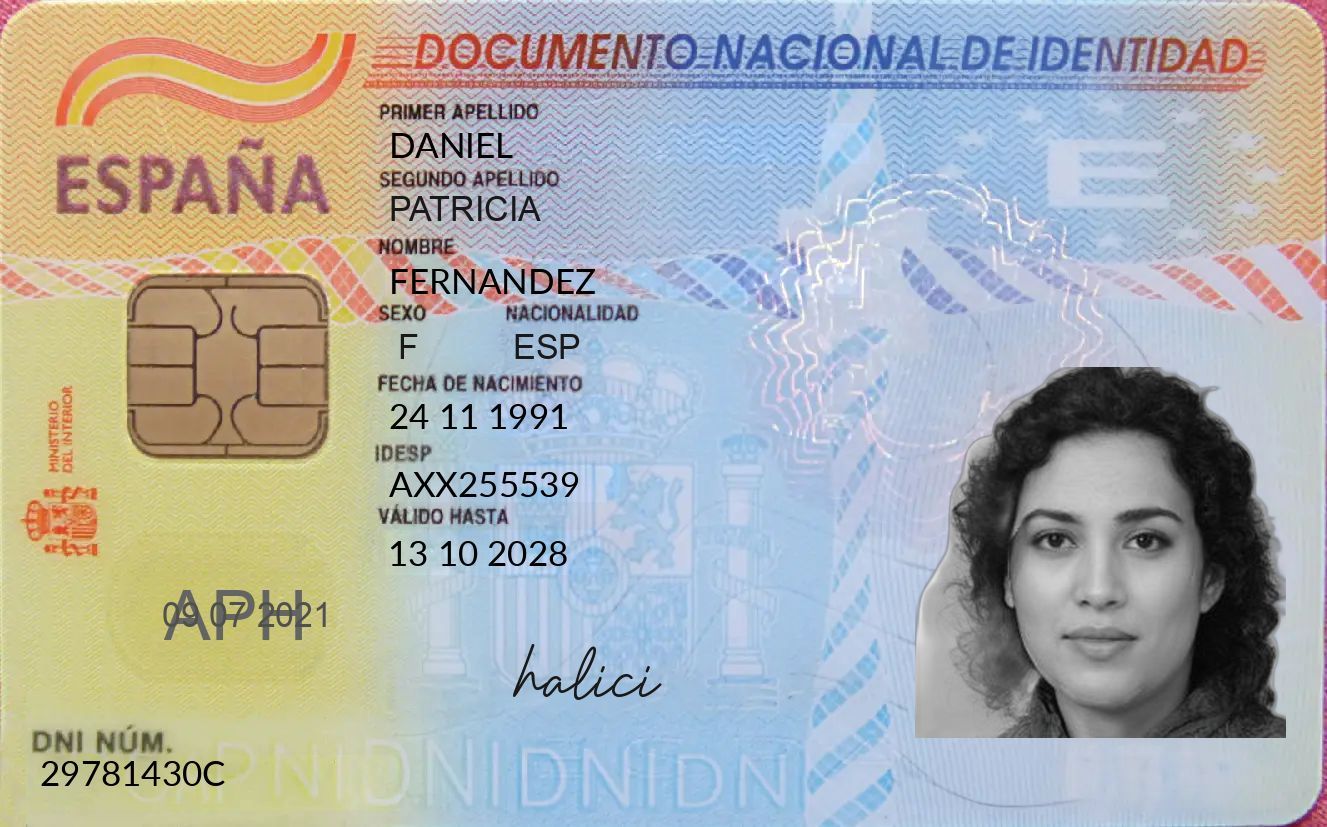 DOCUMENTO NACIONAL DE IDENTIDAD
ESPAÑA
PRIMER APELLIDO
DANIEL
SEGUNDO APELLIDO
PATRICIA
NOMBRE
FERNANDEZ
SEXO NACIONALIDAD
F ESP
FECHA DE NACIMIENTO
24 11 1991
IDESP
AXX255539
VÁLIDO HASTA
13 10 2028
MINISTERIO
DEL INTERIOR
APH
09 07 2021
halici
DNI NÚM.
29781430C
E
DNIDNIDNIDN